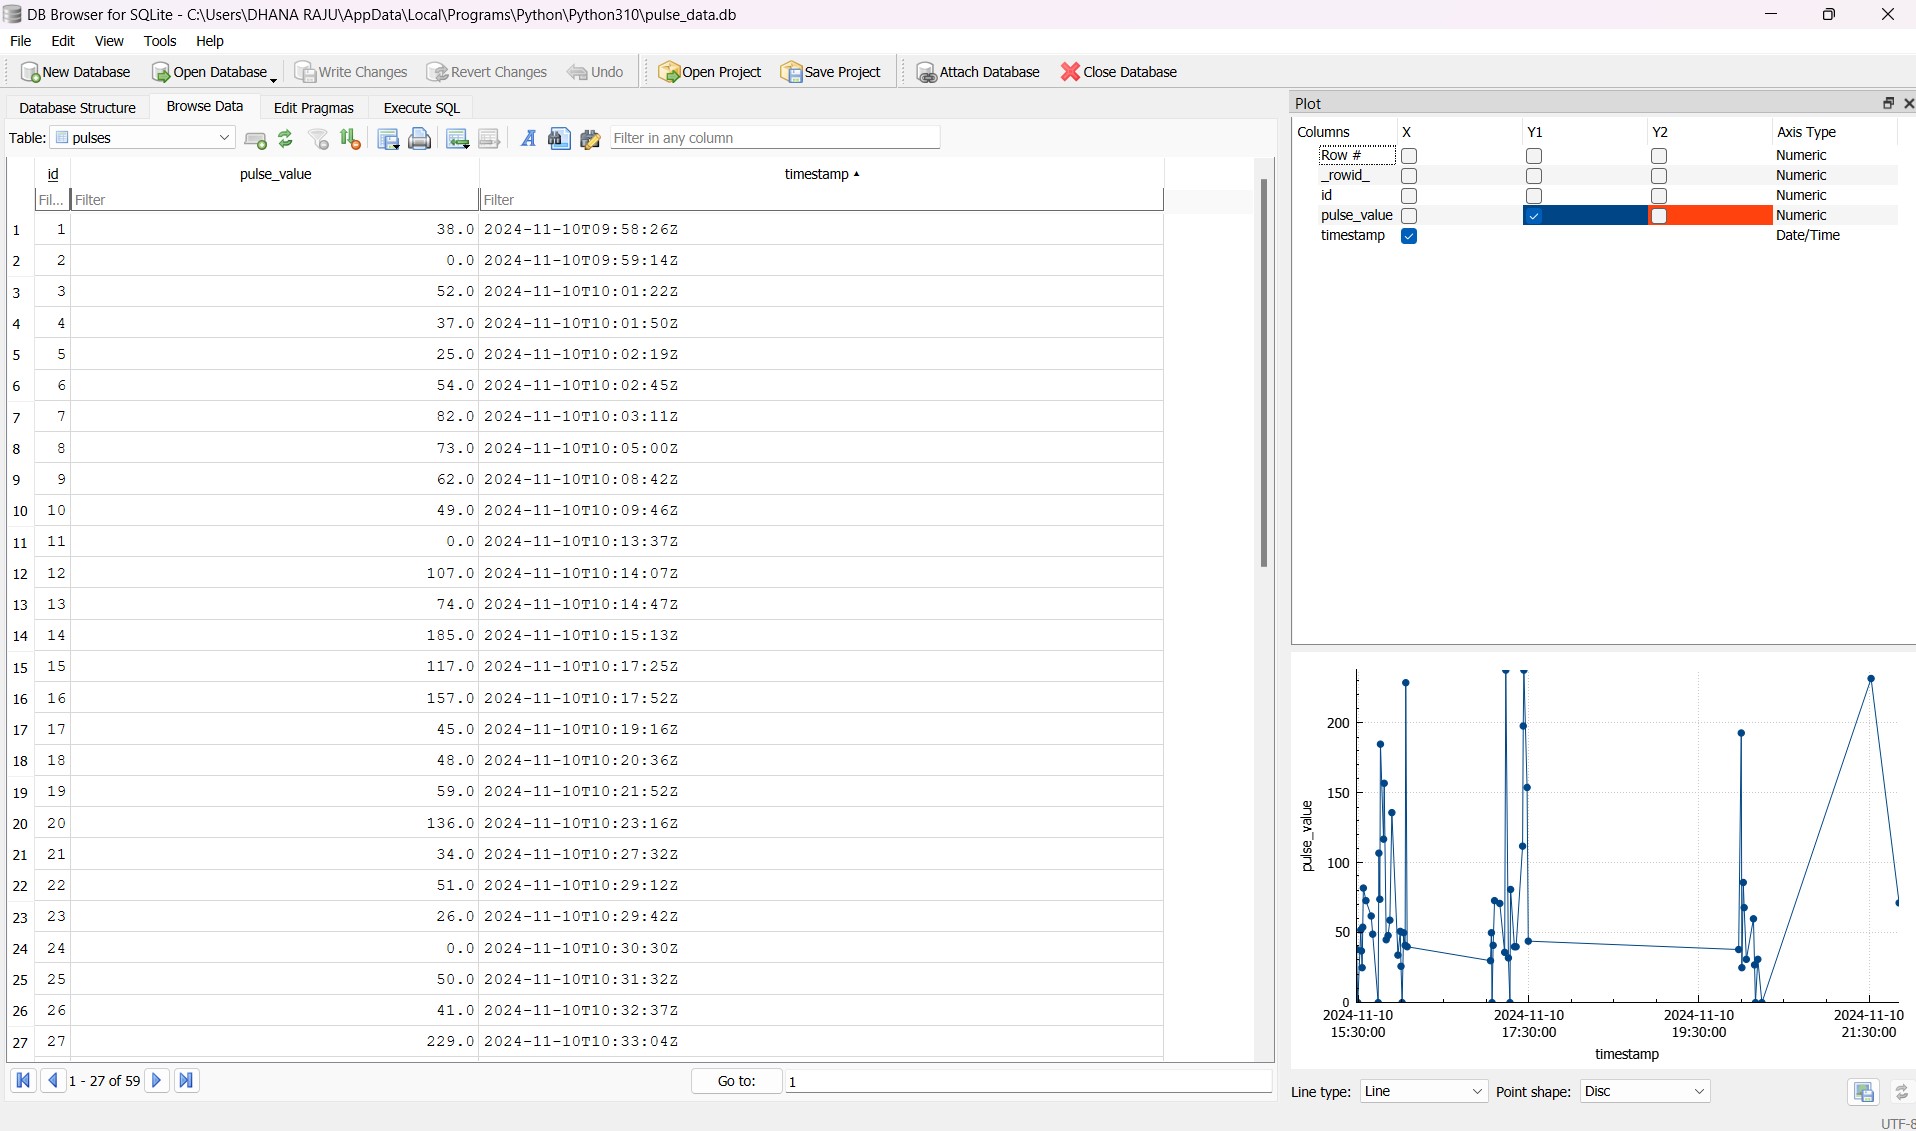 DB Browser for SQLite - C:\Users\DHANA RAJU\AppData\Local\Programs\Python\Python310\pulse_data.db
File Edit View Tools Help
New Database Open Database Write Changes Revert Changes Undo Open Project Save Project Attach Database Close Database
Database Structure Browse Data Edit Pragmas Execute SQL
Table: pulses Filter in any column
id pulse_value timestamp
Fil... Filter Filter
1 1 38.0 2024-11-10T09:58:26Z
2 2 0.0 2024-11-10T09:59:14Z
3 3 52.0 2024-11-10T10:01:22Z
4 4 37.0 2024-11-10T10:01:50Z
5 5 25.0 2024-11-10T10:02:19Z
6 6 54.0 2024-11-10T10:02:45Z
7 7 82.0 2024-11-10T10:03:11Z
8 8 73.0 2024-11-10T10:05:00Z
9 9 62.0 2024-11-10T10:08:42Z
10 10 49.0 2024-11-10T10:09:46Z
11 11 0.0 2024-11-10T10:13:37Z
12 12 107.0 2024-11-10T10:14:07Z
13 13 74.0 2024-11-10T10:14:47Z
14 14 185.0 2024-11-10T10:15:13Z
15 15 117.0 2024-11-10T10:17:25Z
16 16 157.0 2024-11-10T10:17:52Z
17 17 45.0 2024-11-10T10:19:16Z
18 18 48.0 2024-11-10T10:20:36Z
19 19 59.0 2024-11-10T10:21:52Z
20 20 136.0 2024-11-10T10:23:16Z
21 21 34.0 2024-11-10T10:27:32Z
22 22 51.0 2024-11-10T10:29:12Z
23 23 26.0 2024-11-10T10:29:42Z
24 24 0.0 2024-11-10T10:30:30Z
25 25 50.0 2024-11-10T10:31:32Z
26 26 41.0 2024-11-10T10:32:37Z
27 27 229.0 2024-11-10T10:33:04Z
1 - 27 of 59 Go to: 1
Plot
Columns X Y1 Y2 Axis Type
Row # Numeric
_rowid_ Numeric
id Numeric
pulse_value Numeric
timestamp Date/Time
200
150
100
50
0
pulse_value
2024-11-10 2024-11-10 2024-11-10 2024-11-10
15:30:00 17:30:00 19:30:00 21:30:00
timestamp
Line type: Line Point shape: Disc
UTF-8